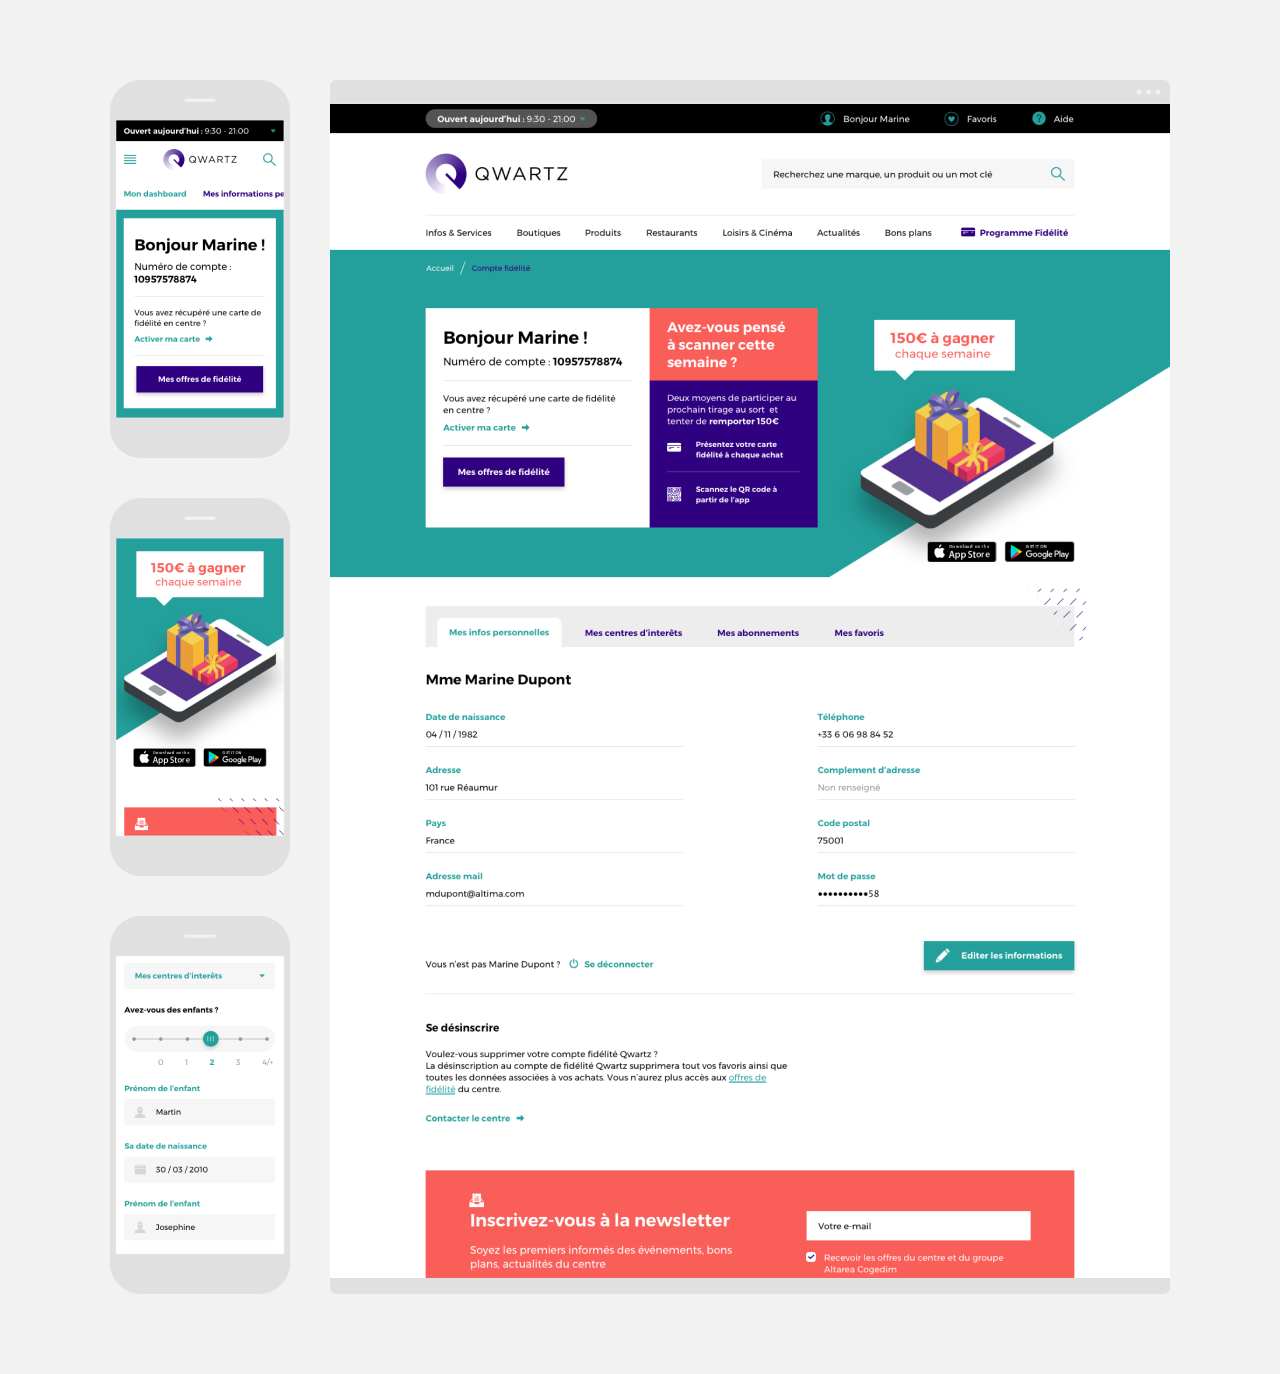 Ouvert aujourd'hui : 9:30 - 21:00
QWARTZ
Mon dashboard Mes informations pe
Bonjour Marine !
Numéro de compte :
10957578874
Vous avez récupéré une carte de
fidélité en centre ?
Activer ma carte
Mes offres de fidélité
150€ à gagner
chaque semaine
Download on the
App Store
GET IT ON
Google Play
Mes centres d'interêts
Avez-vous des enfants ?
0 1 2 3 4/+
Prénom de l'enfant
Martin
Sa date de naissance
30 / 03 / 2010
Prénom de l'enfant
Josephine
Ouvert aujourd'hui : 9:30 - 21:00
Bonjour Marine
Favoris
? Aide
QWARTZ
Recherchez une marque, un produit ou un mot clé
Infos & Services Boutiques Produits Restaurants Loisirs & Cinéma Actualités Bons plans Programme Fidélité
Accueil / Compte fidélité
Bonjour Marine !
Numéro de compte : 10957578874
Vous avez récupéré une carte de fidélité
en centre ?
Activer ma carte
Mes offres de fidélité
Avez-vous pensé
à scanner cette
semaine ?
Deux moyens de participer au
prochain tirage au sort et
tenter de remporter 150€
Présentez votre carte
fidélité à chaque achat
Scannez le QR code à
partir de l'app
150€ à gagner
chaque semaine
Download on the
App Store
GET IT ON
Google Play
Mes infos personnelles Mes centres d'interêts Mes abonnements Mes favoris
Mme Marine Dupont
Date de naissance
04 / 11 / 1982
Téléphone
+33 6 06 98 84 52
Adresse
101 rue Réaumur
Complement d'adresse
Non renseigné
Pays
France
Code postal
75001
Adresse mail
mdupont@altima.com
Mot de passe
••••••••••58
Vous n'est pas Marine Dupont ? Se déconnecter
Editer les informations
Se désinscrire
Voulez-vous supprimer votre compte fidélité Qwartz ?
La désinscription au compte de fidélité Qwartz supprimera tout vos favoris ainsi que
toutes les données associées à vos achats. Vous n'aurez plus accès aux offres de
fidélité du centre.
Contacter le centre
Inscrivez-vous à la newsletter
Soyez les premiers informés des événements, bons
plans, actualités du centre
Votre e-mail
Recevoir les offres du centre et du groupe
Altarea Cogedim